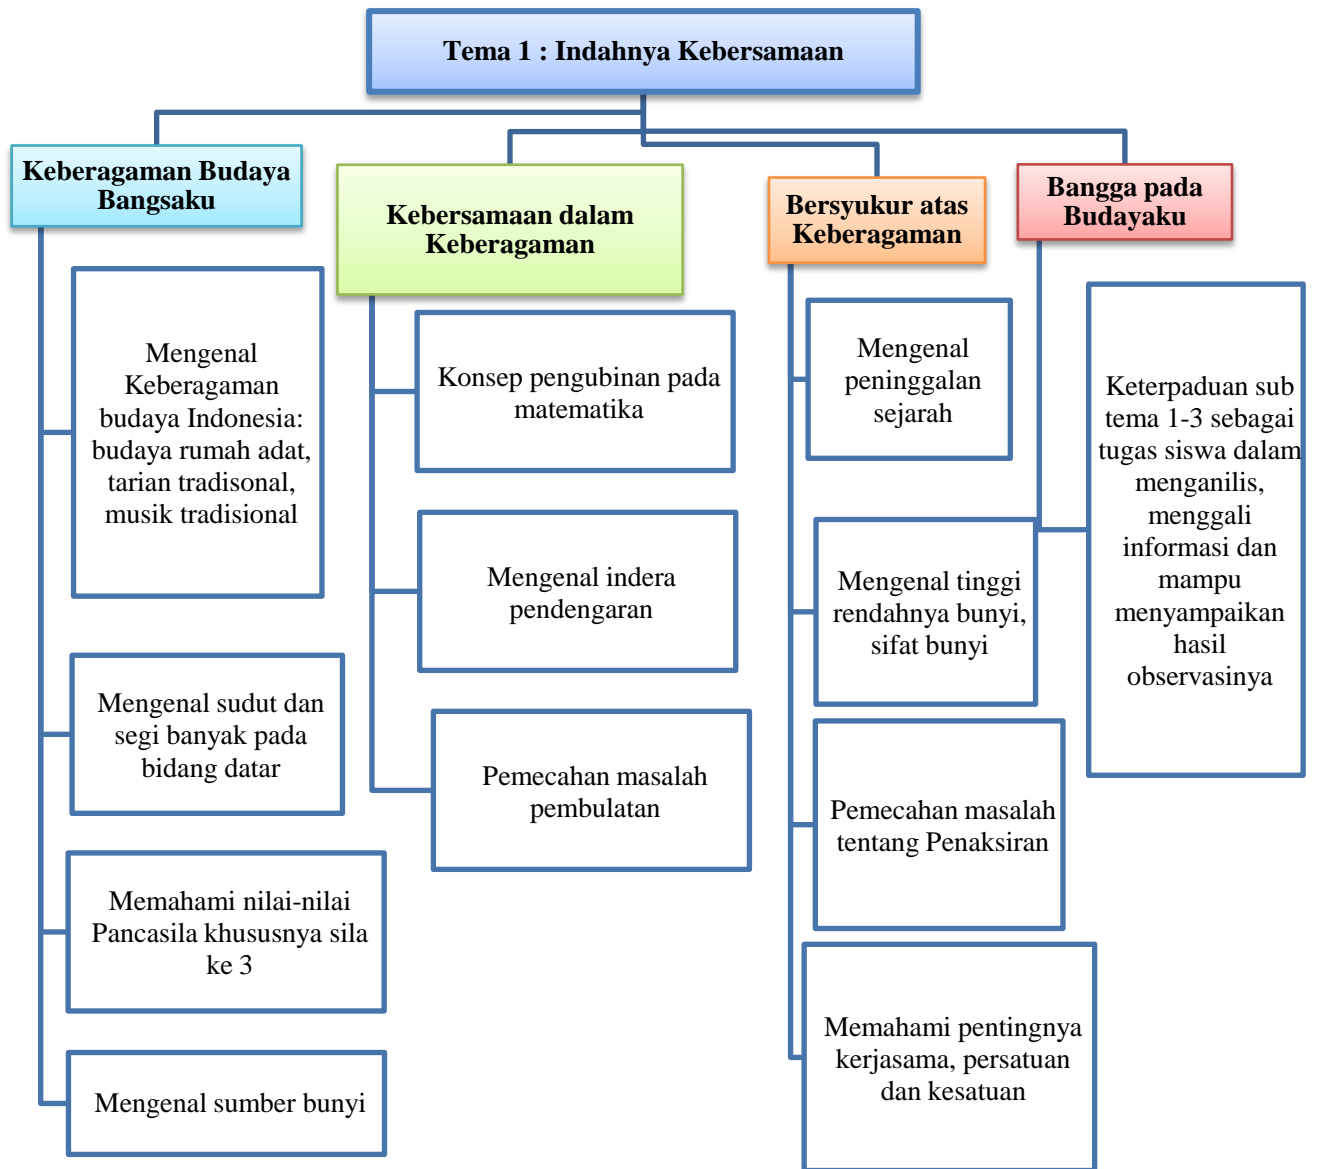 Tema 1 : Indahnya Kebersamaan
Keberagaman Budaya
Bangsaku
Mengenal
Keberagaman
budaya Indonesia:
budaya rumah adat,
tarian tradisonal,
musik tradisional
Mengenal sudut dan
segi banyak pada
bidang datar
Memahami nilai-nilai
Pancasila khususnya sila
ke 3
Mengenal sumber bunyi
Kebersamaan dalam
Keberagaman
Konsep pengubinan pada
matematika
Mengenal indera
pendengaran
Pemecahan masalah
pembulatan
Bersyukur atas
Keberagaman
Mengenal
peninggalan
sejarah
Mengenal tinggi
rendahnya bunyi,
sifat bunyi
Pemecahan masalah
tentang Penaksiran
Memahami pentingnya
kerjasama, persatuan
dan kesatuan
Bangga pada
Budayaku
Keterpaduan sub
tema 1-3 sebagai
tugas siswa dalam
menganilis,
menggali
informasi dan
mampu
menyampaikan
hasil
observasinya